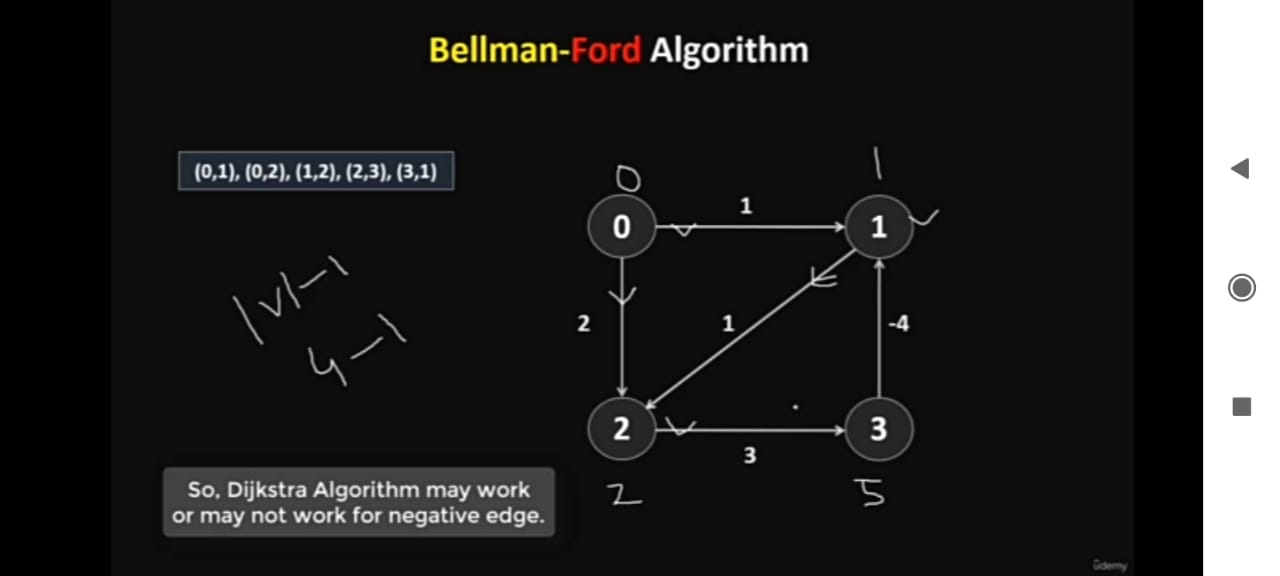 Bellman-Ford Algorithm
(0,1), (0,2), (1,2), (2,3), (3,1)
0
1
0
1
1
|V|-1
2
1
-4
4-1
2
3
3
So, Dijkstra Algorithm may work
or may not work for negative edge.
2
5
ûdemy